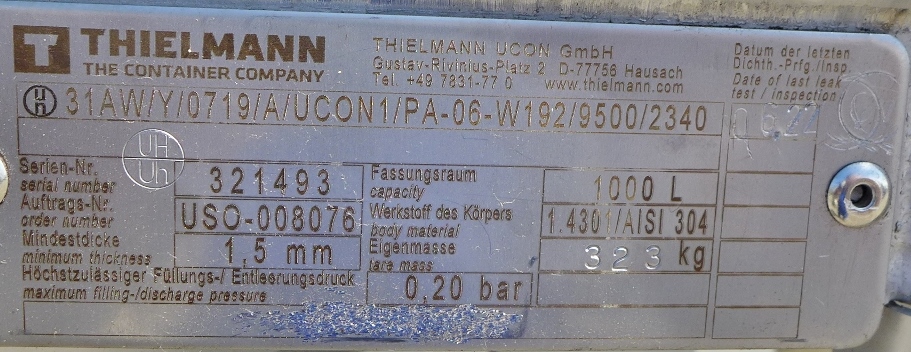 THIELMANN
THE CONTAINER COMPANY
THIELMANN UCON GmbH
Gustav-Rivinius-Platz 2 D-77756 Hausach
Tel. +49 7831-77 0 www.thielmann.com
Datum der letzten
Dichth.-Prfg./Insp.
Date of last leak
test / inspection
un 31AW/Y/0719/A/UCON1/PA-06-W192/9500/2340
UH
Uh
Serien-Nr.
serial number
321493
Fassungsraum
capacity
1000 L
Auftrags-Nr.
order number
USO-008076
Werkstoff des Körpers
body material
1.4301/AISI 304
Mindestdicke
minimum thickness
1,5 mm
Eigenmasse
tare mass
323 kg
Höchstzulässiger Füllungs-/ Entleerungsdruck
maximum filling-/discharge pressure
0,20 bar